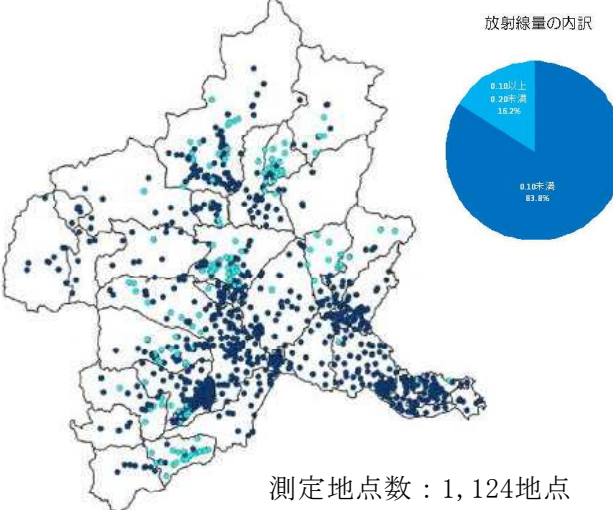 放射線量の内訳
0.10以上
0.20未満
16.2%
0.10未満
83.8%
測定地点数：1,124地点